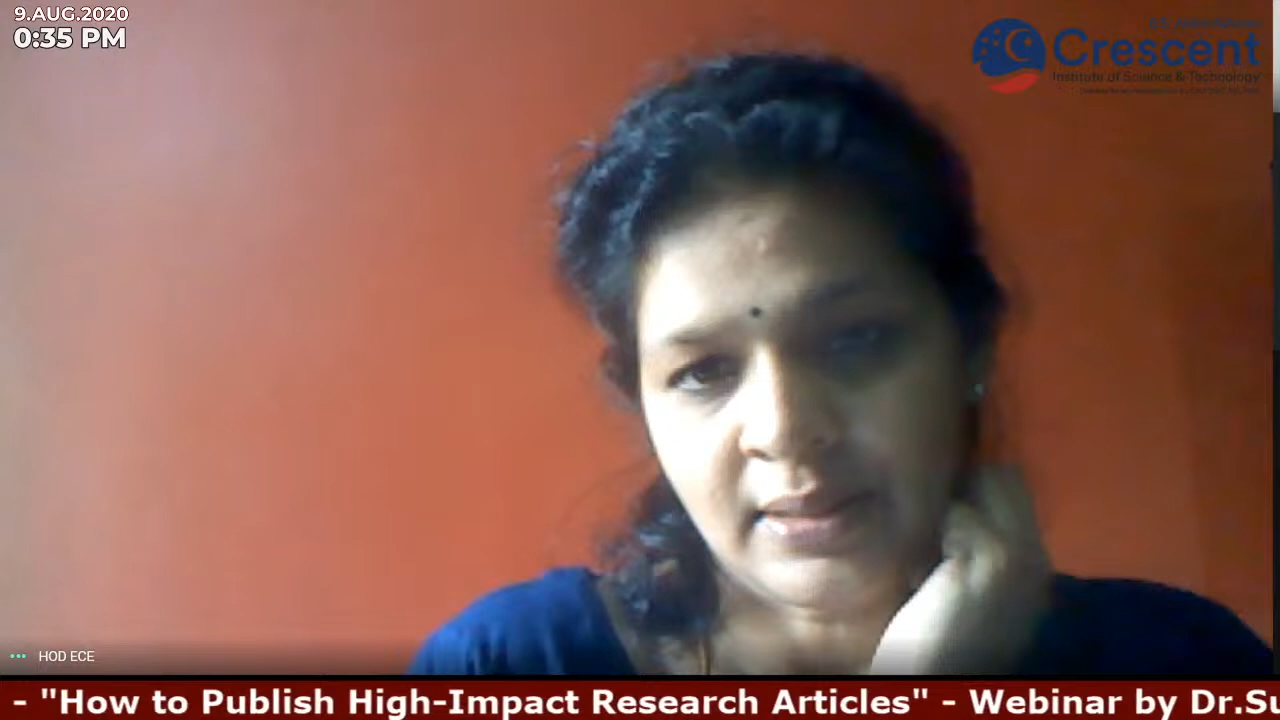 9.AUG.2020
0:35 PM
Crescent
Institute of Science & Technology
HOD ECE
- "How to Publish High-Impact Research Articles" - Webinar by Dr.Su